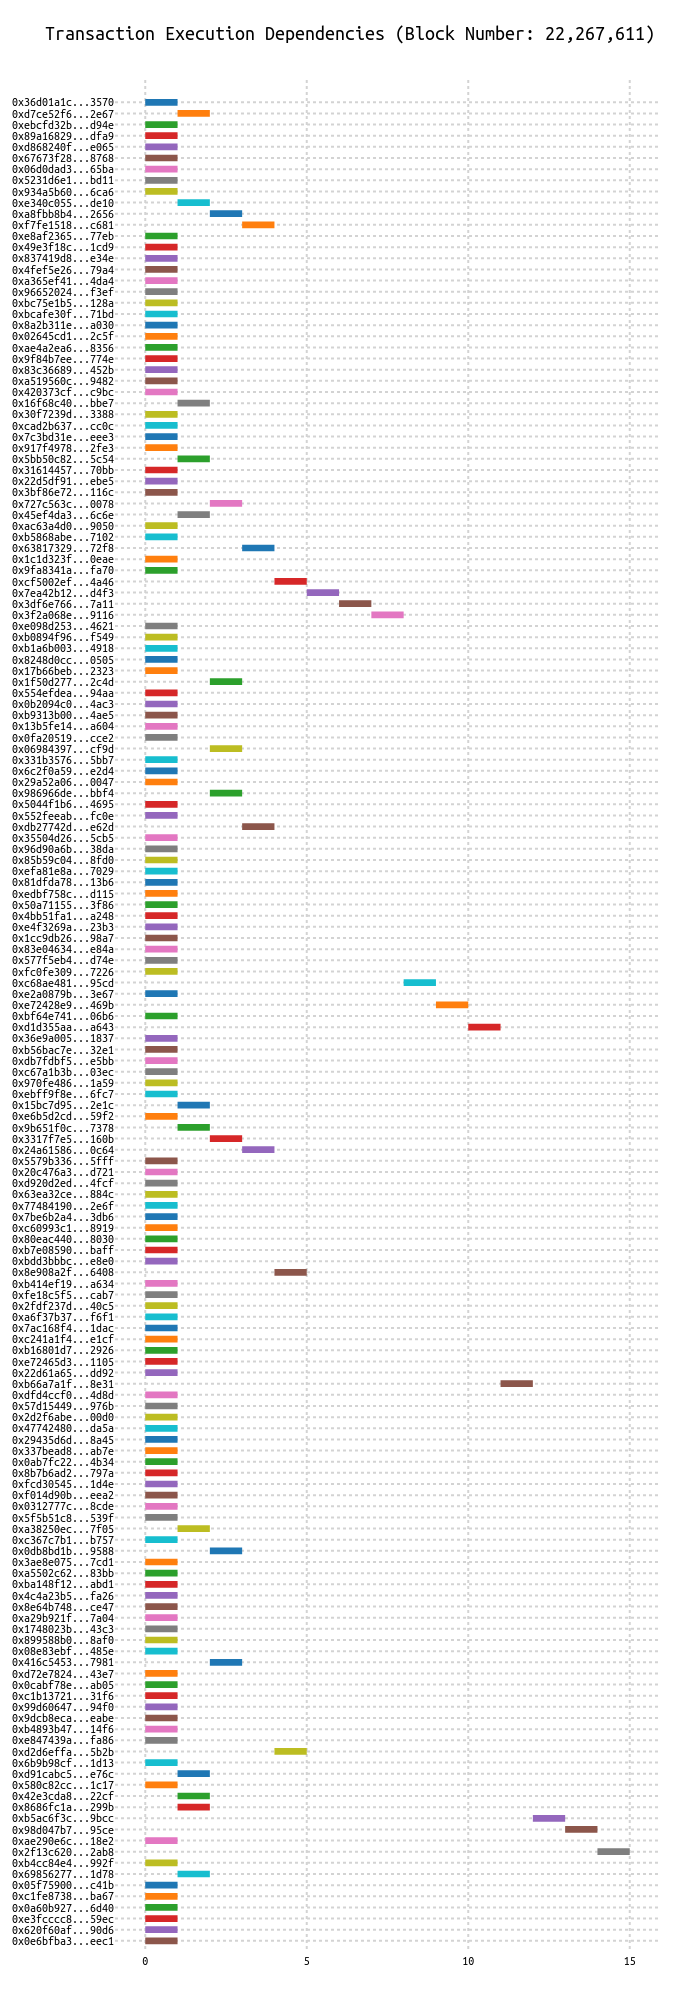 Transaction Execution Dependencies (Block Number: 22,267,611)
0x36d01a1c...3570
0xd7ce52f6...2e67
0xebcfd32b...d94e
0x89a16829...dfa9
0xd868240f...e065
0x67673f28...8768
0x06d0dad3...65ba
0x5231d6e1...bd11
0x934a5b60...6ca6
0xe340c055...de10
0xa8fbb8b4...2656
0xf7fe1518...c681
0xe8af2365...77eb
0x49e3f18c...1cd9
0x837419d8...e34e
0x4fef5e26...79a4
0xa365ef41...4da4
0x96652024...f3ef
0xbc75e1b5...128a
0xbcafe30f...71bd
0x8a2b311e...a030
0x02645cd1...2c5f
0xae4a2ea6...8356
0x9f84b7ee...774e
0x83c36689...452b
0xa519560c...9482
0x420373cf...c9bc
0x16f68c40...bbe7
0x30f7239d...3388
0xcad2b637...cc0c
0x7c3bd31e...eee3
0x917f4978...2fe3
0x5bb50c82...5c54
0x31614457...70bb
0x22d5df91...ebe5
0x3bf86e72...116c
0x727c563c...0078
0x45ef4da3...6c6e
0xac63a4d0...9050
0xb5868abe...7102
0x63817329...72f8
0x1c1d323f...0eae
0x9fa8341a...fa70
0xcf5002ef...4a46
0x7ea42b12...d4f3
0x3df6e766...7a11
0x3f2a068e...9116
0xe098d253...4621
0xb0894f96...f549
0xb1a6b003...4918
0x8248d0cc...0505
0x17b66beb...2323
0x1f50d277...2c4d
0x554efdea...94aa
0x0b2094c0...4ac3
0xb9313b00...4ae5
0x13b5fe14...a604
0x0fa20519...cce2
0x06984397...cf9d
0x331b3576...5bb7
0x6c2f0a59...e2d4
0x29a52a06...0047
0x986966de...bbf4
0x5044f1b6...4695
0x552feeab...fc0e
0xdb27742d...e62d
0x35504d26...5cb5
0x96d90a6b...38da
0x85b59c04...8fd0
0xefa81e8a...7029
0x81dfda78...13b6
0xedbf758c...d115
0x50a71155...3f86
0x4bb51fa1...a248
0xe4f3269a...23b3
0x1cc9db26...98a7
0x83e04634...e84a
0x577f5eb4...d74e
0xfc0fe309...7226
0xc68ae481...95cd
0xe2a0879b...3e67
0xe72428e9...469b
0xbf64e741...06b6
0xd1d355aa...a643
0x36e9a005...1837
0xb56bac7e...32e1
0xdb7fdbf5...e5bb
0xc67a1b3b...03ec
0x970fe486...1a59
0xebff9f8e...6fc7
0x15bc7d95...2e1c
0xe6b5d2cd...59f2
0x9b651f0c...7378
0x3317f7e5...160b
0x24a61586...0c64
0x5579b336...5fff
0x20c476a3...d721
0xd920d2ed...4fcf
0x63ea32ce...884c
0x77484190...2e6f
0x7be6b2a4...3db6
0xc60993c1...8919
0x80eac440...8030
0xb7e08590...baff
0xbdd3bbbc...e8e0
0x8e908a2f...6408
0xb414ef19...a634
0xfe18c5f5...cab7
0x2fdf237d...40c5
0xa6f37b37...f6f1
0x7ac168f4...1dac
0xc241a1f4...e1cf
0xb16801d7...2926
0xe72465d3...1105
0x22d61a65...dd92
0xb66a7a1f...8e31
0xdfd4ccf0...4d8d
0x57d15449...976b
0x2d2f6abe...00d0
0x47742480...da5a
0x29435d6d...8a45
0x337bead8...ab7e
0x0ab7fc22...4b34
0x8b7b6ad2...797a
0xfcd30545...1d4e
0xf014d90b...eea2
0x0312777c...8cde
0x5f5b51c8...539f
0xa38250ec...7f05
0xc367c7b1...b757
0x0db8bd1b...9588
0x3ae8e075...7cd1
0xa5502c62...83bb
0xba148f12...abd1
0x4c4a23b5...fa26
0x8e64b748...ce47
0xa29b921f...7a04
0x1748023b...43c3
0x899588b0...8af0
0x08e83ebf...485e
0x416c5453...7981
0xd72e7824...43e7
0x0cabf78e...ab05
0xc1b13721...31f6
0x99d60647...94f0
0x9dcb8eca...eabe
0xb4893b47...14f6
0xe847439a...fa86
0xd2d6effa...5b2b
0x6b9b98cf...1d13
0xd91cabc5...e76c
0x580c82cc...1c17
0x42e3cda8...22cf
0x8686fc1a...299b
0xb5ac6f3c...9bcc
0x98d047b7...95ce
0xae290e6c...18e2
0x2f13c620...2ab8
0xb4cc84e4...992f
0x69856277...1d78
0x05f75900...c41b
0xc1fe8738...ba67
0x0a60b927...6d40
0xe3fcccc8...59ec
0x620f60af...90d6
0x0e6bfba3...eec1
0 5 10 15